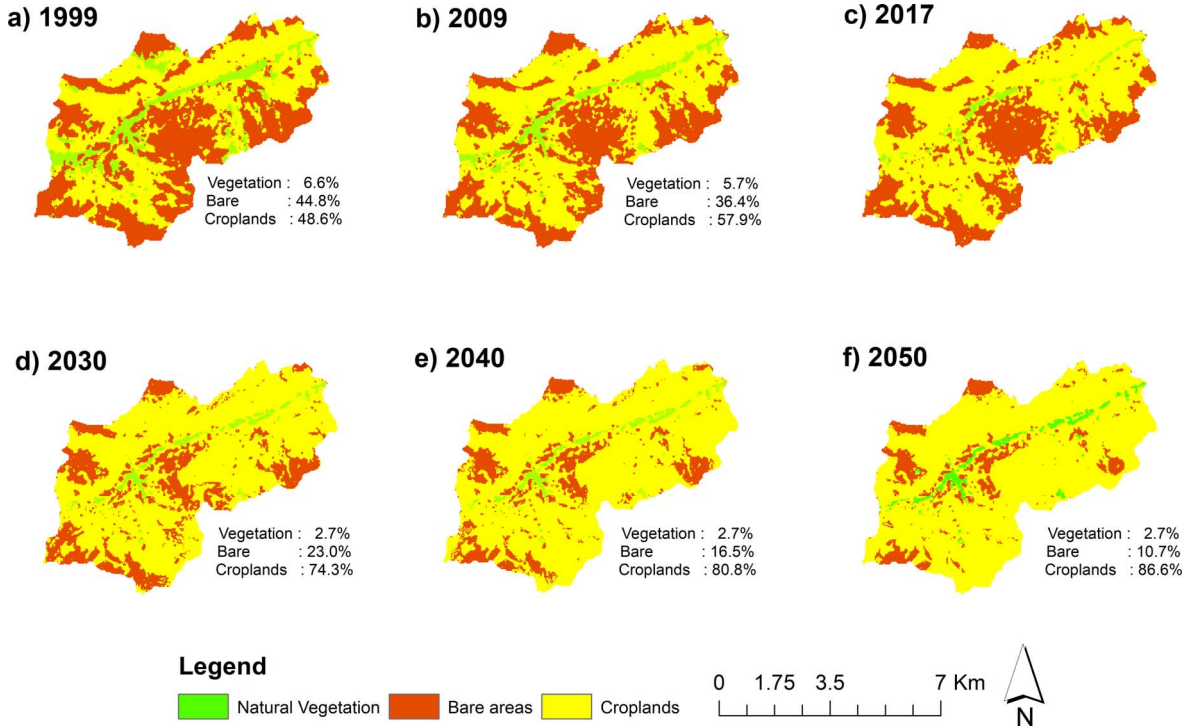 a) 1999
b) 2009
c) 2017
Vegetation : 6.6%
Bare : 44.8%
Croplands : 48.6%
Vegetation : 5.7%
Bare : 36.4%
Croplands : 57.9%
d) 2030
e) 2040
f) 2050
Vegetation : 2.7%
Bare : 23.0%
Croplands : 74.3%
Vegetation : 2.7%
Bare : 16.5%
Croplands : 80.8%
Vegetation : 2.7%
Bare : 10.7%
Croplands : 86.6%
Legend
Natural Vegetation Bare areas Croplands
0 1.75 3.5 7 Km
N